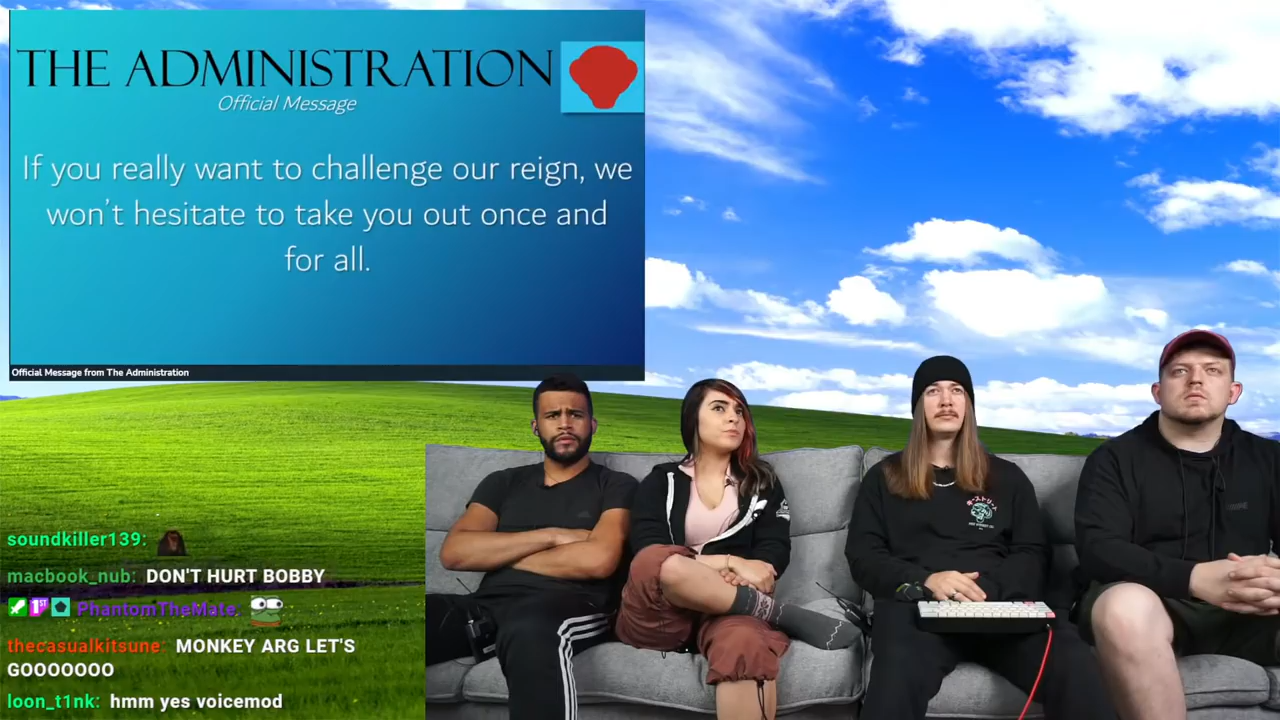 THE ADMINISTRATION
Official Message
If you really want to challenge our reign, we
won't hesitate to take you out once and
for all.
Official Message from The Administration
soundkiller139:
macbook_nub: DON'T HURT BOBBY
PhantomTheMate:
thecasualkitsune: MONKEY ARG LET'S
GOOOOOOO
loon_t1nk: hmm yes voicemod